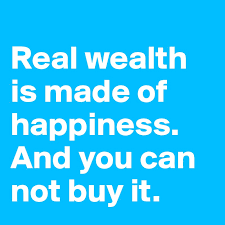 Real wealth
is made of
happiness.
And you can
not buy it.